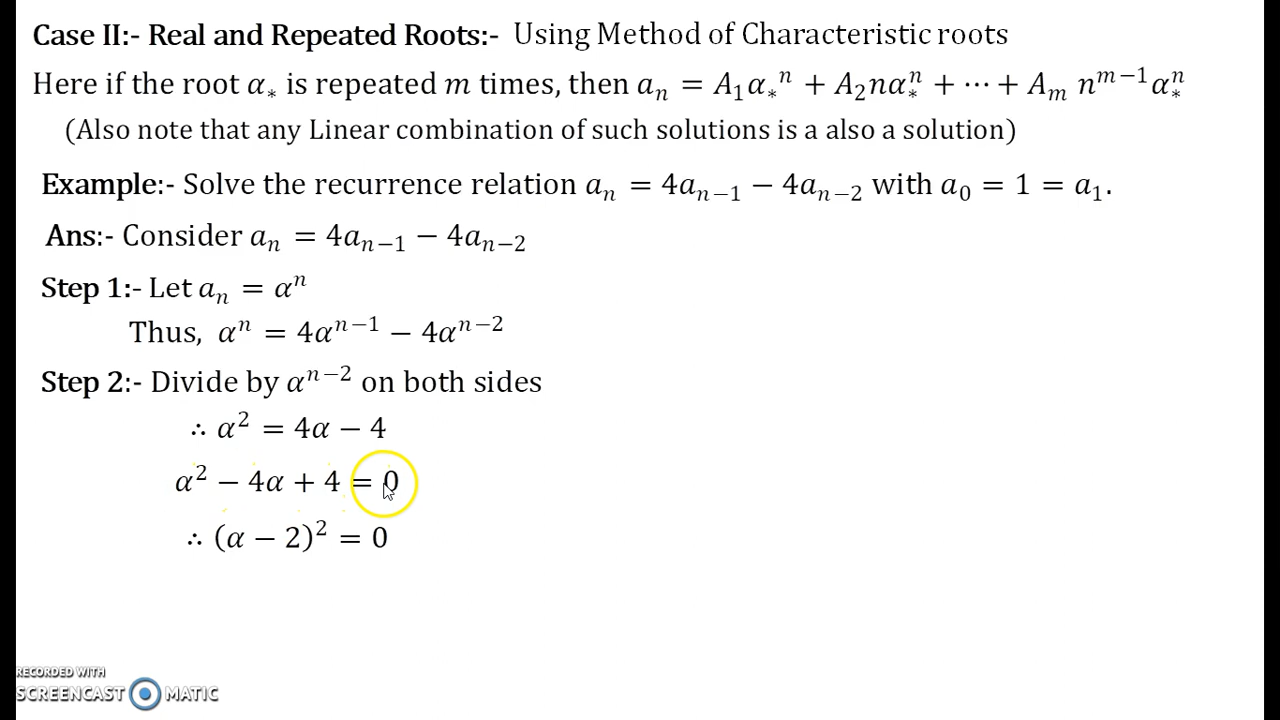 Case II:- Real and Repeated Roots:- Using Method of Characteristic roots
Here if the root α₊ is repeated m times, then aₙ = A₁α₊ⁿ + A₂nα₊ⁿ + ⋯ + Aₘ nᵐ⁻¹α₊ⁿ
(Also note that any Linear combination of such solutions is a also a solution)
Example:- Solve the recurrence relation aₙ = 4aₙ₋₁ − 4aₙ₋₂ with a₀ = 1 = a₁.
Ans:- Consider aₙ = 4aₙ₋₁ − 4aₙ₋₂
Step 1:- Let aₙ = αⁿ
Thus, αⁿ = 4αⁿ⁻¹ − 4αⁿ⁻²
Step 2:- Divide by αⁿ⁻² on both sides
∴ α² = 4α − 4
α² − 4α + 4 = 0
∴ (α − 2)² = 0
RECORDED WITH
SCREENCAST MATIC